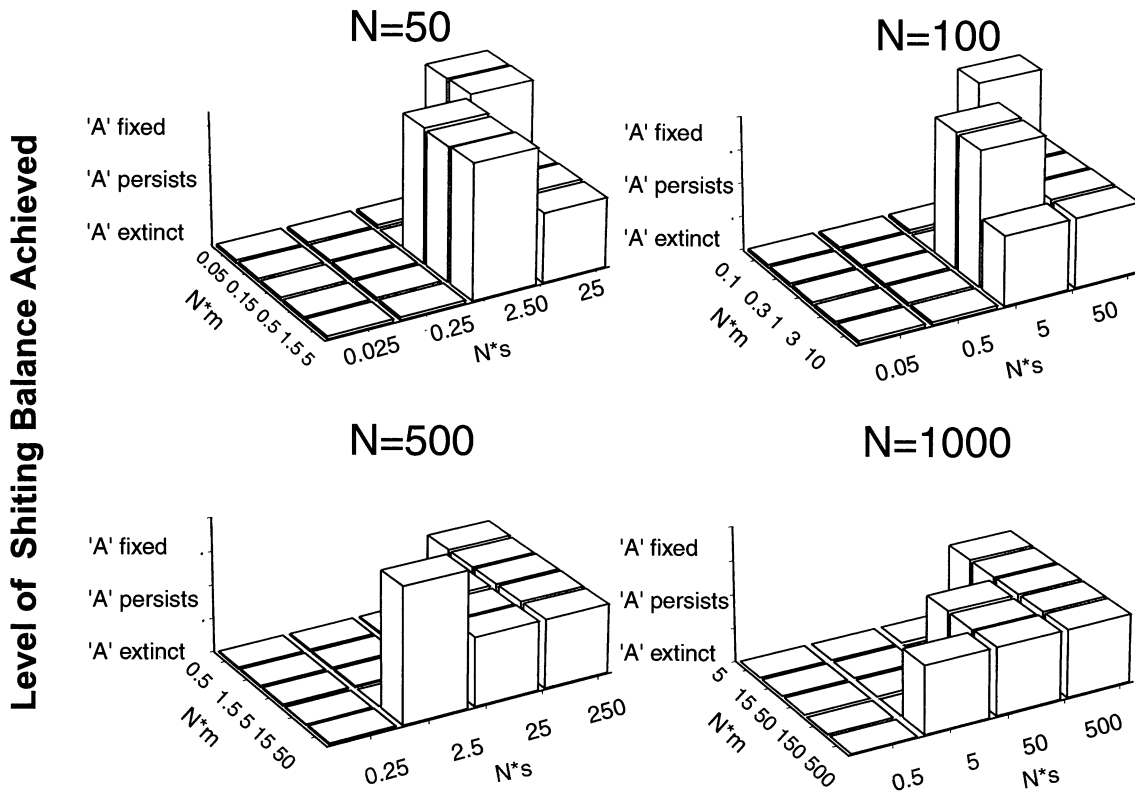 Level of Shiting Balance Achieved
N=50
'A' fixed
'A' persists
'A' extinct
0.05 0.15 0.5 1.5 5
N*m
0.025 0.25 2.50 25
N*s
N=100
'A' fixed
'A' persists
'A' extinct
0.1 0.3 1 3 10
N*m
0.05 0.5 5 50
N*s
N=500
'A' fixed
'A' persists
'A' extinct
0.5 1.5 5 15 50
N*m
0.25 2.5 25 250
N*s
N=1000
'A' fixed
'A' persists
'A' extinct
5 15 50 150 500
N*m
0.5 5 50 500
N*s